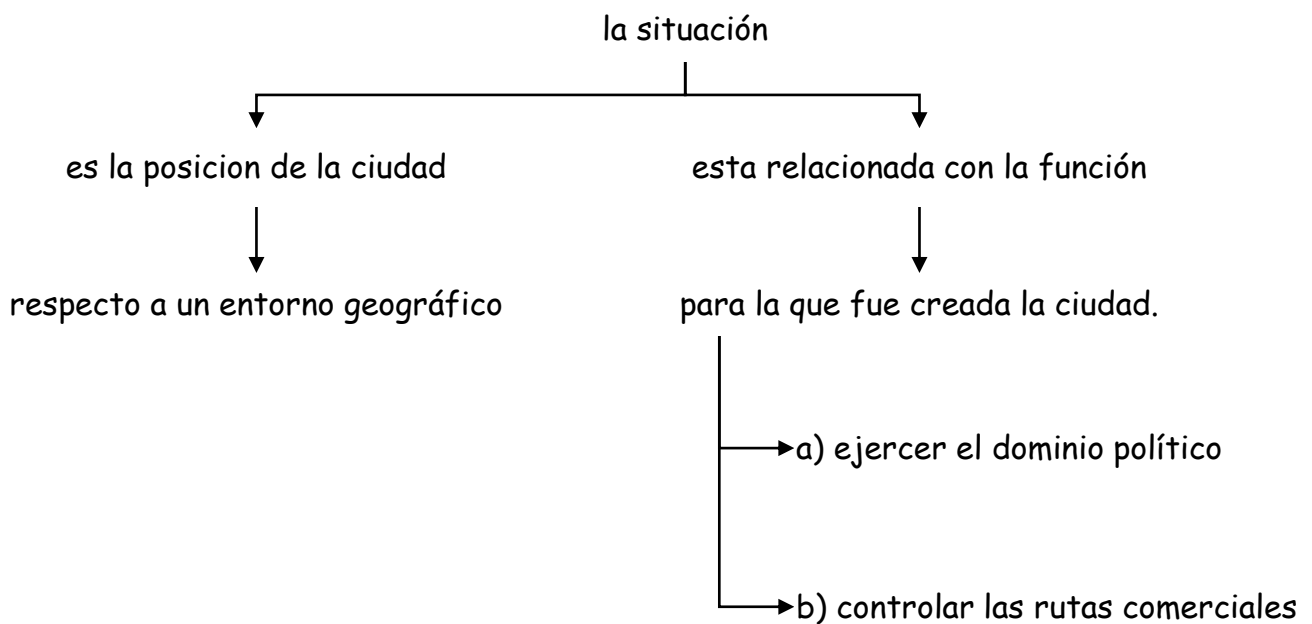 la situación
es la posicion de la ciudad
esta relacionada con la función
respecto a un entorno geográfico
para la que fue creada la ciudad.
a) ejercer el dominio político
b) controlar las rutas comerciales